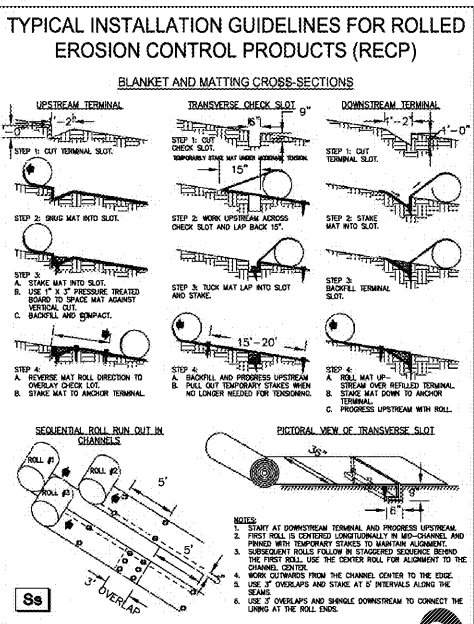 TYPICAL INSTALLATION GUIDELINES FOR ROLLED
EROSION CONTROL PRODUCTS (RECP)
BLANKET AND MATTING CROSS-SECTIONS
UPSTREAM TERMINAL
1'-2"
STEP 1: CUT TERMINAL SLOT.
STEP 2: SNUG MAT INTO SLOT.
STEP 3:
A. STAKE MAT INTO SLOT.
B. USE 1" X 3" PRESSURE TREATED
BOARD TO SPACE MAT AGAINST
VERTICAL CUT.
C. BACKFILL AND COMPACT.
STEP 4:
A. REVERSE MAT ROLL DIRECTION TO
OVERLAY CHECK LOT.
B. STAKE MAT TO ANCHOR TERMINAL.
TRANSVERSE CHECK SLOT
6"
9"
STEP 1: CUT
CHECK SLOT.
TEMPORARILY STAKE MAT UNDER MODERATE TENSION.
15"
STEP 2: WORK UPSTREAM ACROSS
CHECK SLOT AND LAP BACK 15".
STEP 3: TUCK MAT LAP INTO SLOT
AND STAKE.
15'-20'
STEP 4:
A. BACKFILL AND PROGRESS UPSTREAM
B. PULL OUT TEMPORARY STAKES WHEN
NO LONGER NEEDED FOR TENSIONING.
DOWNSTREAM TERMINAL
1'-2"
1'-0"
STEP 1: CUT
TERMINAL SLOT.
STEP 2: STAKE
MAT INTO SLOT.
STEP 3:
BACKFILL TERMINAL
SLOT.
STEP 4:
A. ROLL MAT UP-
STREAM OVER REFILLED TERMINAL.
B. STAKE MAT DOWN TO ANCHOR
TERMINAL.
C. PROGRESS UPSTREAM WITH ROLL.
SEQUENTIAL ROLL RUN OUT IN
CHANNELS
ROLL #1
ROLL #2
ROLL #3
5'
5'
3' OVERLAP
Ss
PICTORAL VIEW OF TRANSVERSE SLOT
36"
9"
6"
NOTES:
1. START AT DOWNSTREAM TERMINAL AND PROGRESS UPSTREAM.
2. FIRST ROLL IS CENTERED LONGITUDINALLY IN MID-CHANNEL AND
PINNED WITH TEMPORARY STAKES TO MAINTAIN ALIGNMENT.
3. SUBSEQUENT ROLLS FOLLOW IN STAGGERED SEQUENCE BEHIND
THE FIRST ROLL. USE THE CENTER ROLL FOR ALIGNMENT TO THE
CHANNEL CENTER.
4. WORK OUTWARDS FROM THE CHANNEL CENTER TO THE EDGE.
5. USE 3" OVERLAPS AND STAKE AT 5' INTERVALS ALONG THE
SEAMS.
6. USE 3' OVERLAPS AND SHINGLE DOWNSTREAM TO CONNECT THE
LINING AT THE ROLL ENDS.